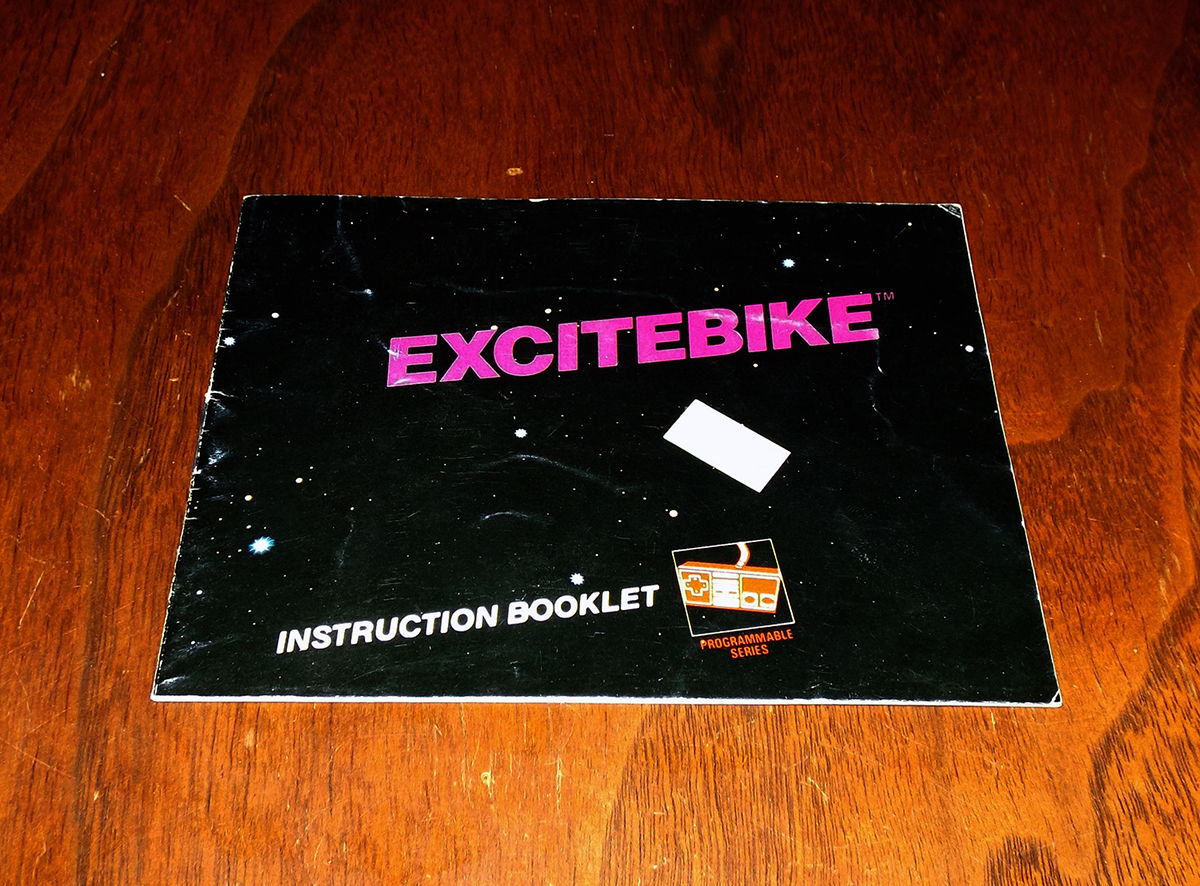 EXCITEBIKE™
INSTRUCTION BOOKLET
PROGRAMMABLE
SERIES